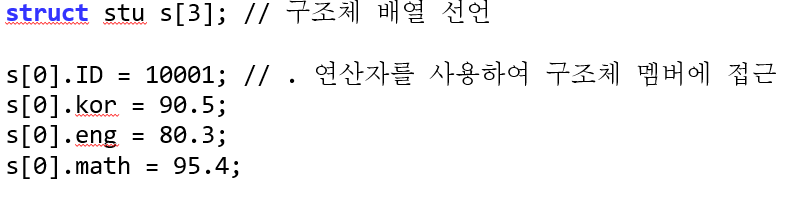 struct stu s[3]; // 구조체 배열 선언
s[0].ID = 10001; // . 연산자를 사용하여 구조체 멤버에 접근
s[0].kor = 90.5;
s[0].eng = 80.3;
s[0].math = 95.4;